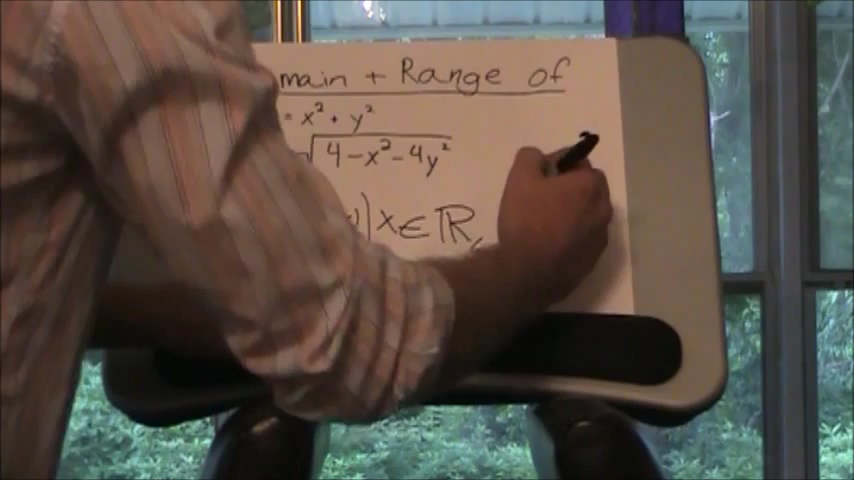 main + Range of
= x² + y²
√4-x²-4y²
y)|x∈ℝ,